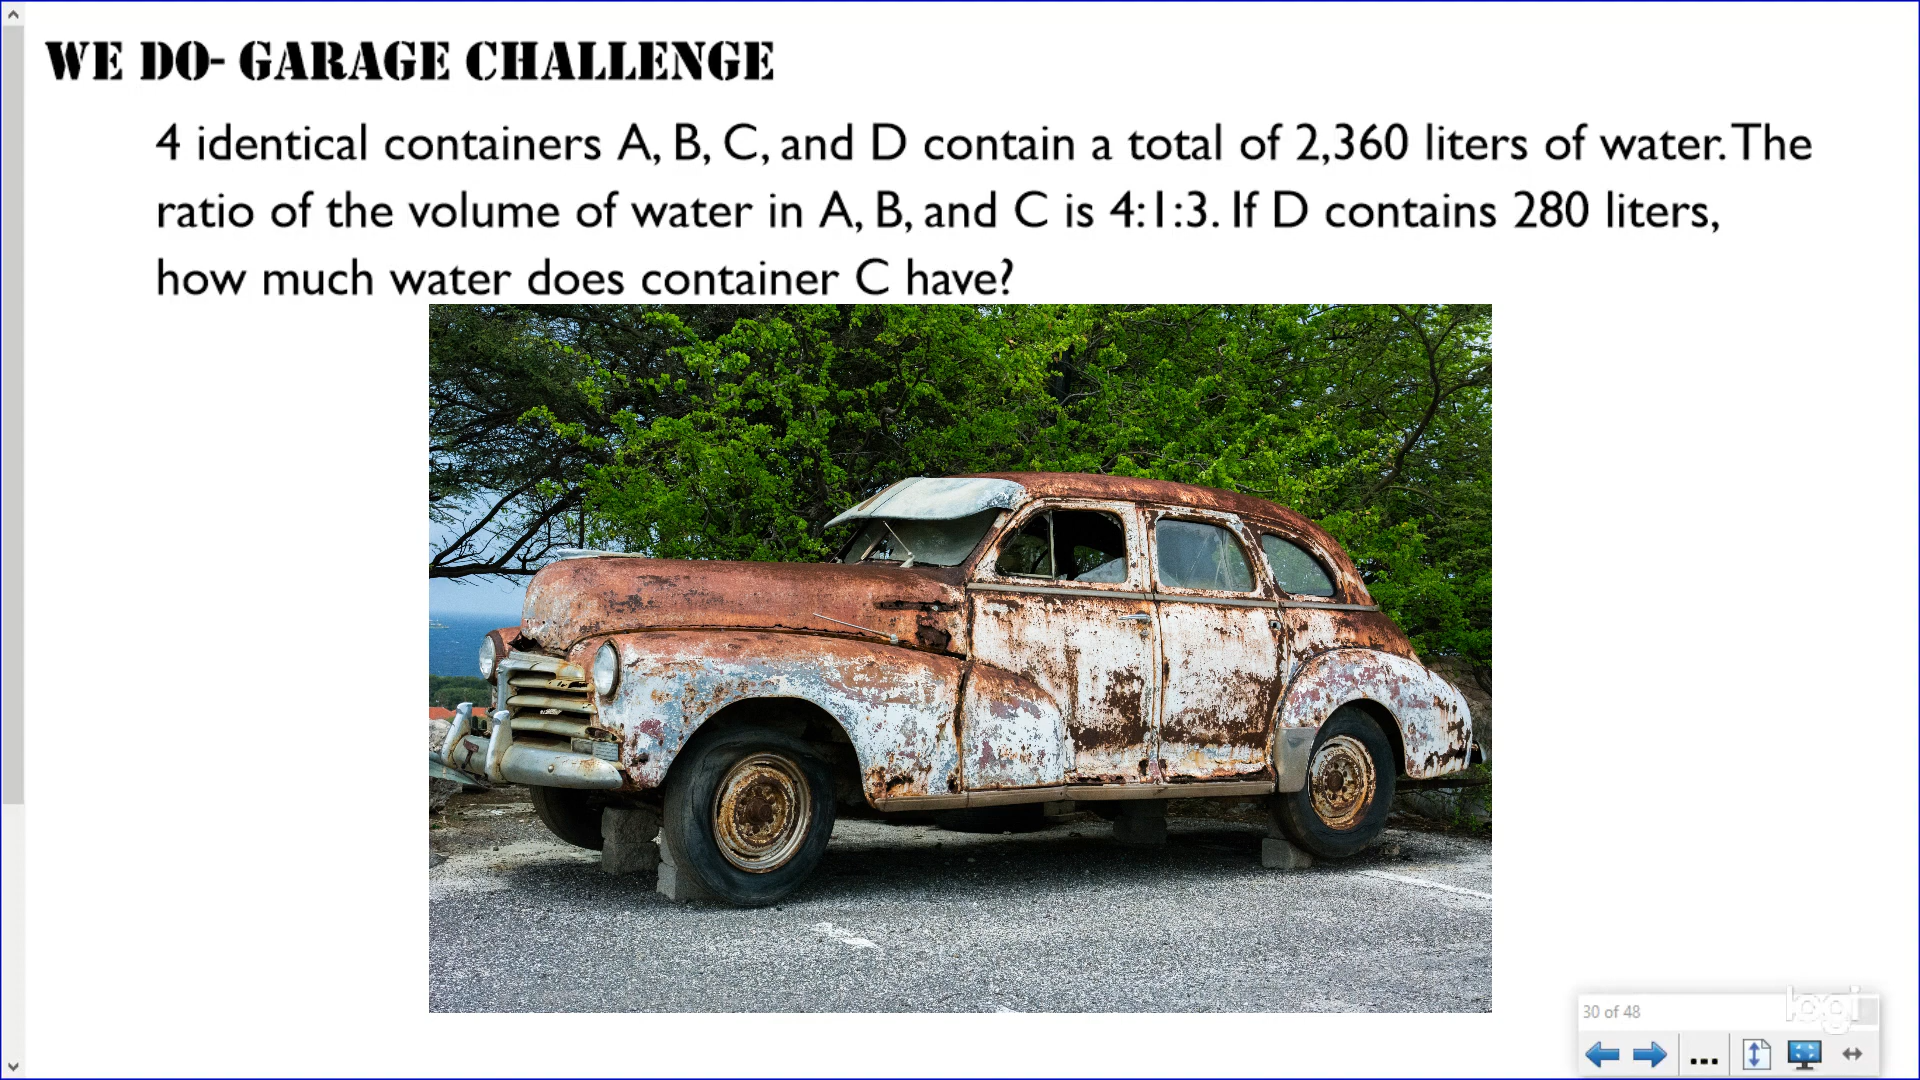 WE DO- GARAGE CHALLENGE
4 identical containers A, B, C, and D contain a total of 2,360 liters of water. The
ratio of the volume of water in A, B, and C is 4:1:3. If D contains 280 liters,
how much water does container C have?
30 of 48
logi
...